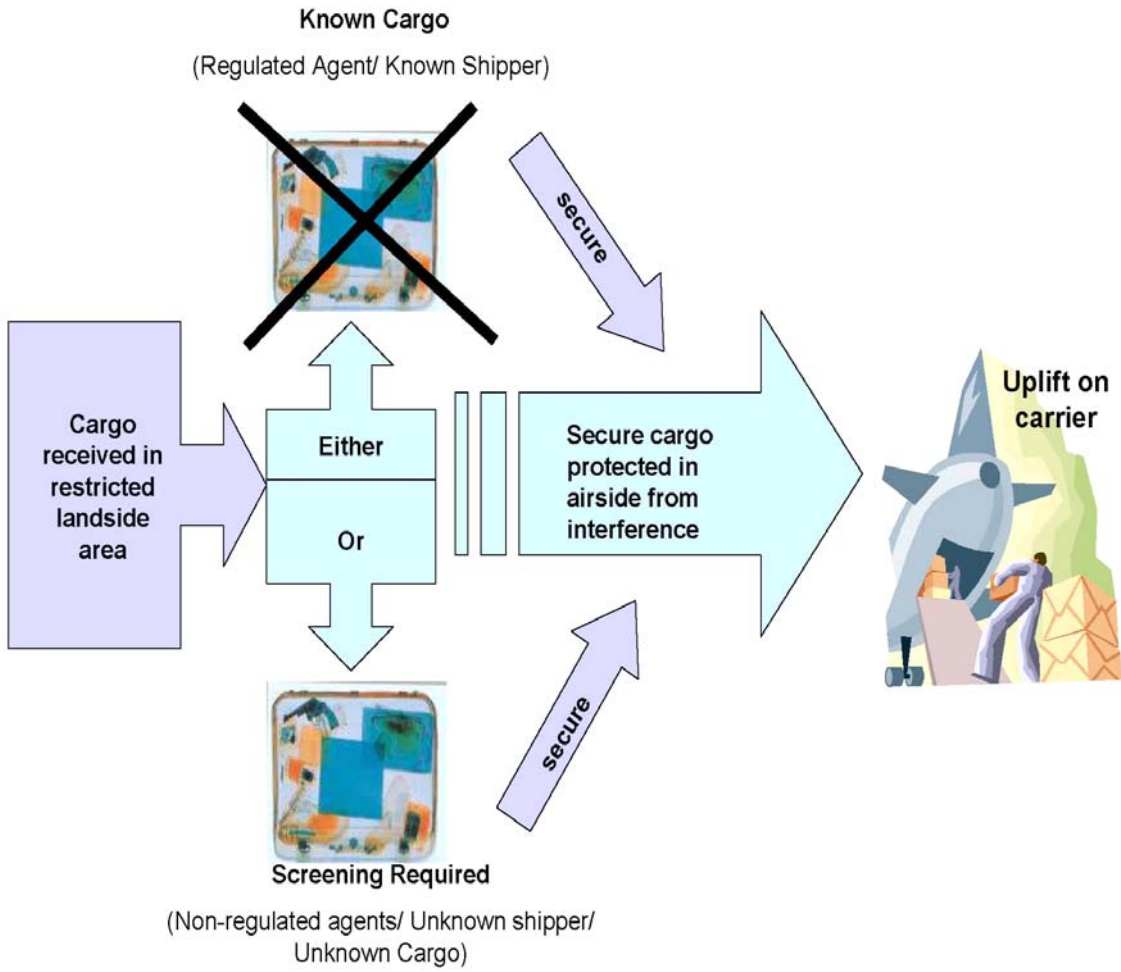 Known Cargo
(Regulated Agent/ Known Shipper)
secure
Cargo
received in
restricted
landside
area
Either
Or
Secure cargo
protected in
airside from
interference
Uplift on
carrier
secure
Screening Required
(Non-regulated agents/ Unknown shipper/
Unknown Cargo)